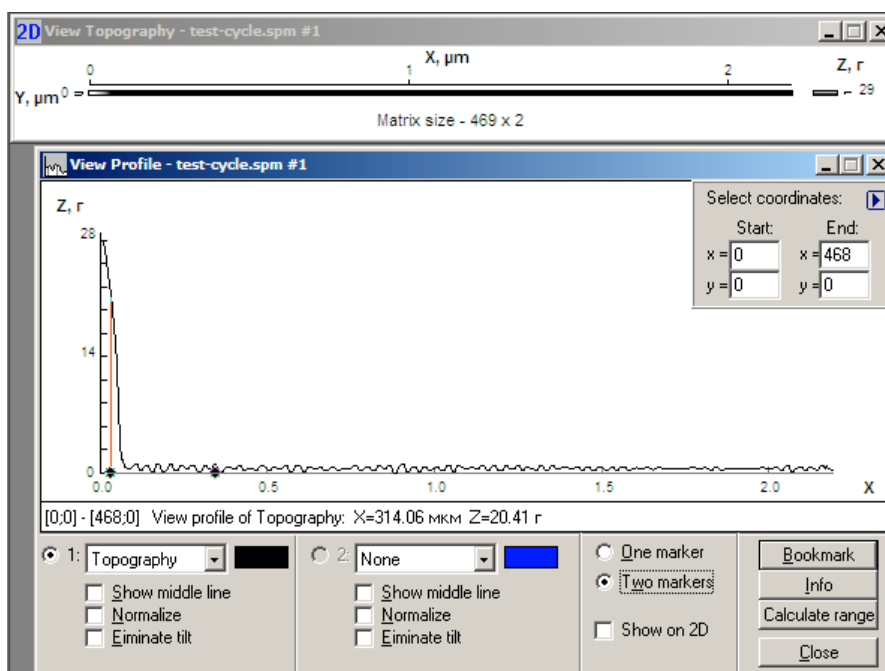 2D View Topography - test-cycle.spm #1
X, µm
0 1 2
Z, г
Y, µm 0
29
Matrix size - 469 x 2
View Profile - test-cycle.spm #1
Z, г
28
14
0
0.0 0.5 1.0 1.5 2.0 X
Select coordinates:
Start: End:
x = 0 x = 468
y = 0 y = 0
[0;0] - [468;0] View profile of Topography: X=314.06 мкм Z=20.41 г
1: Topography
Show middle line
Normalize
Eiminate tilt
2: None
Show middle line
Normalize
Eiminate tilt
One marker
Two markers
Show on 2D
Bookmark
Info
Calculate range
Close